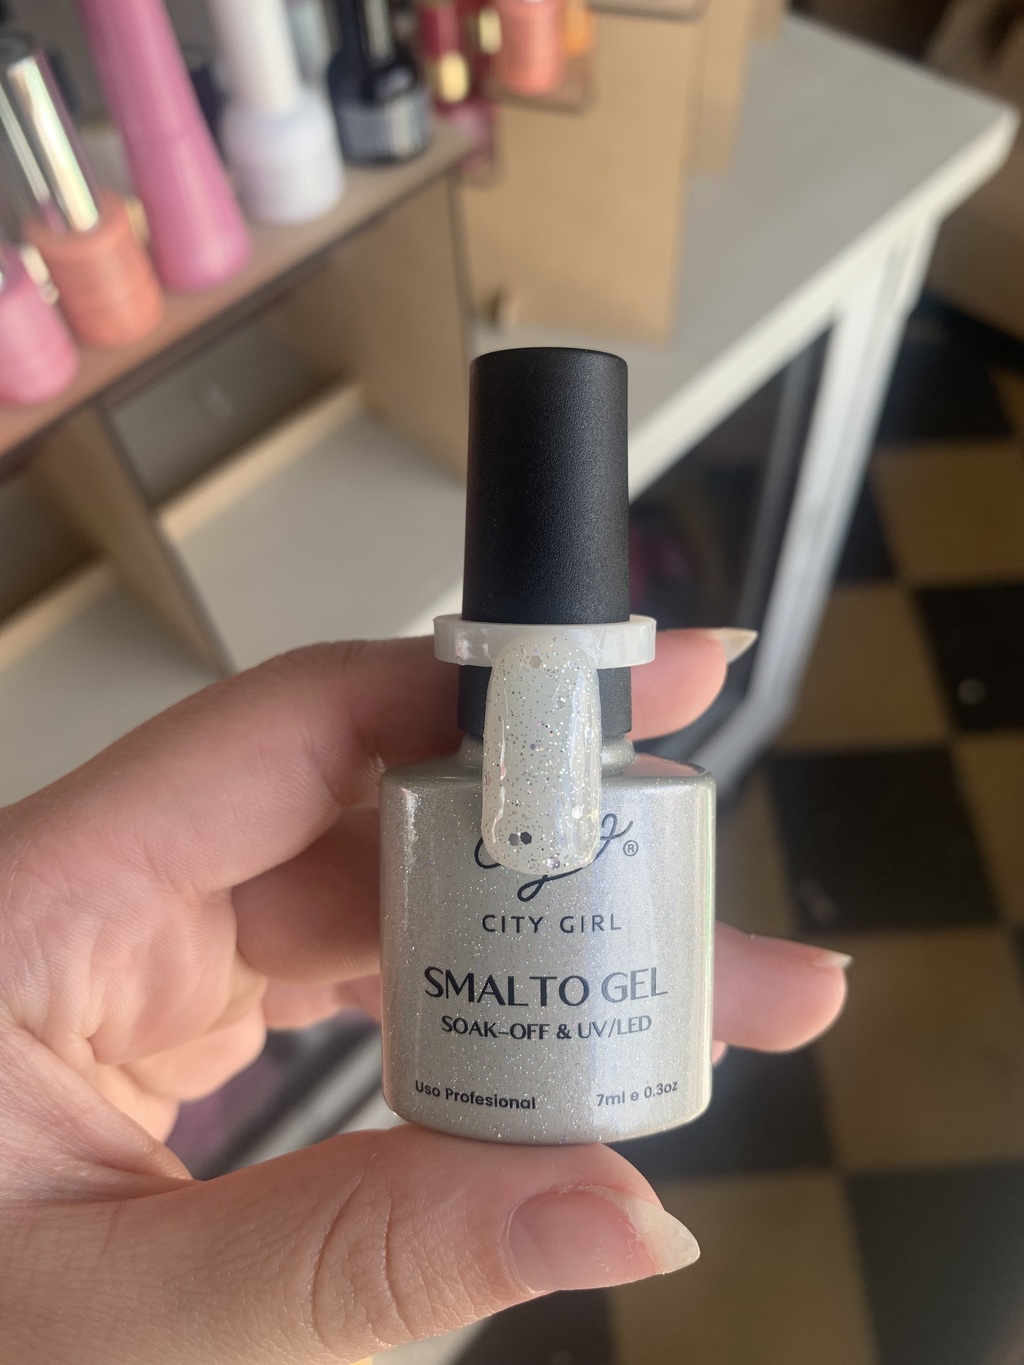 ®
CITY GIRL
SMALTO GEL
SOAK-OFF & UV/LED
Uso Profesional
7ml e 0.3oz